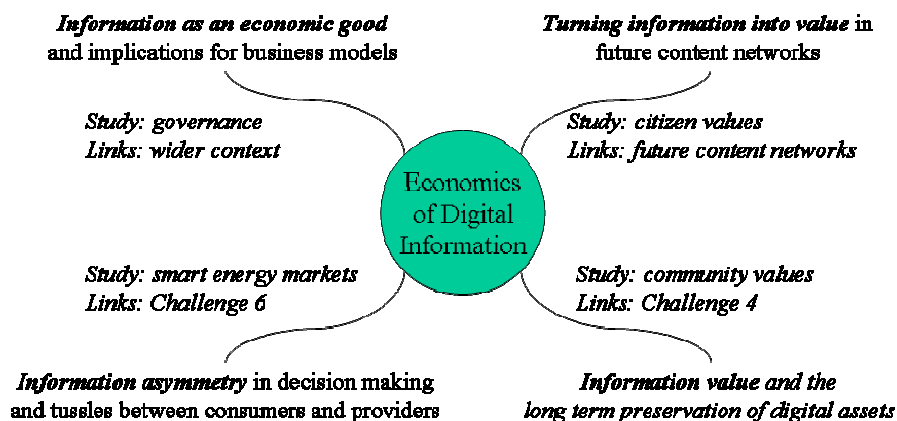 Information as an economic good
and implications for business models
Turning information into value in
future content networks
Study: governance
Links: wider context
Study: citizen values
Links: future content networks
Economics
of Digital
Information
Study: smart energy markets
Links: Challenge 6
Study: community values
Links: Challenge 4
Information asymmetry in decision making
and tussles between consumers and providers
Information value and the
long term preservation of digital assets